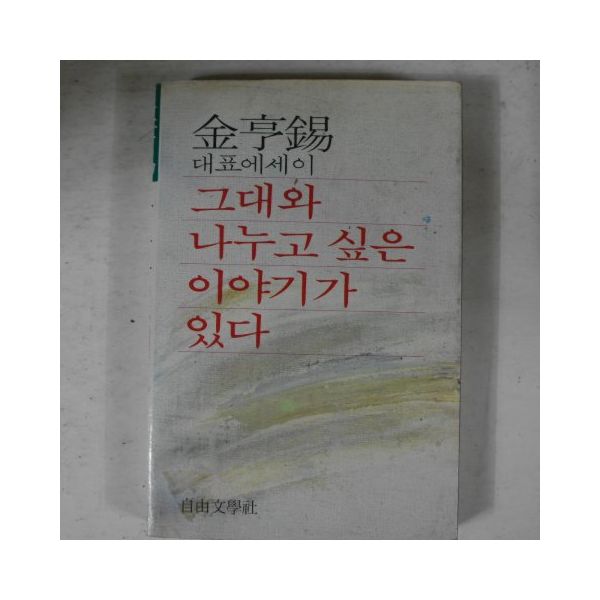 金亨錫
대표에세이
그대와
나누고 싶은
이야기가
있다
自由文學社